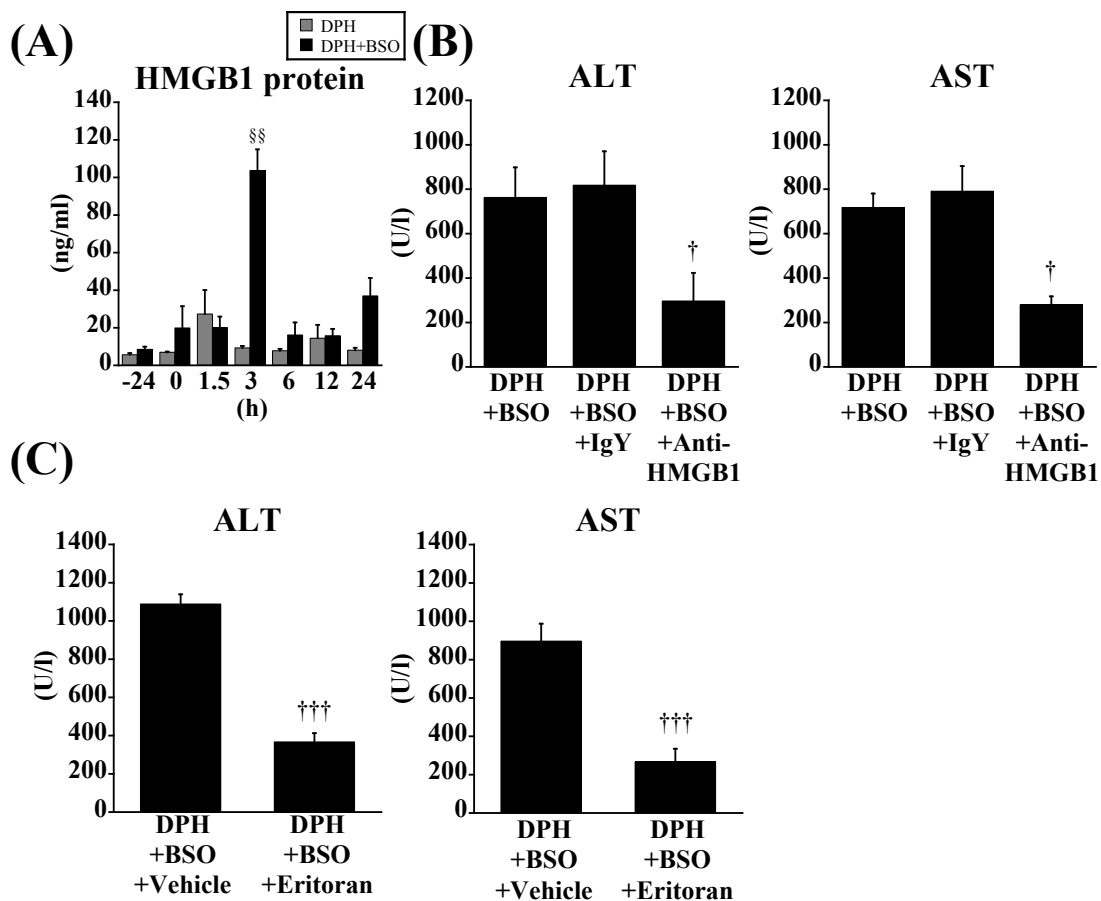 (A)
DPH
DPH+BSO
HMGB1 protein
(ng/ml)
140
120
100
80
60
40
20
0
§§
-24 0 1.5 3 6 12 24
(h)
(B)
ALT
(U/l)
1200
1000
800
600
400
200
0
†
DPH DPH DPH
+BSO +BSO +BSO
+IgY +Anti-
HMGB1
AST
(U/l)
1200
1000
800
600
400
200
0
†
DPH DPH DPH
+BSO +BSO +BSO
+IgY +Anti-
HMGB1
(C)
ALT
(U/l)
1400
1200
1000
800
600
400
200
0
†††
DPH DPH
+BSO +BSO
+Vehicle +Eritoran
AST
(U/l)
1400
1200
1000
800
600
400
200
0
†††
DPH DPH
+BSO +BSO
+Vehicle +Eritoran